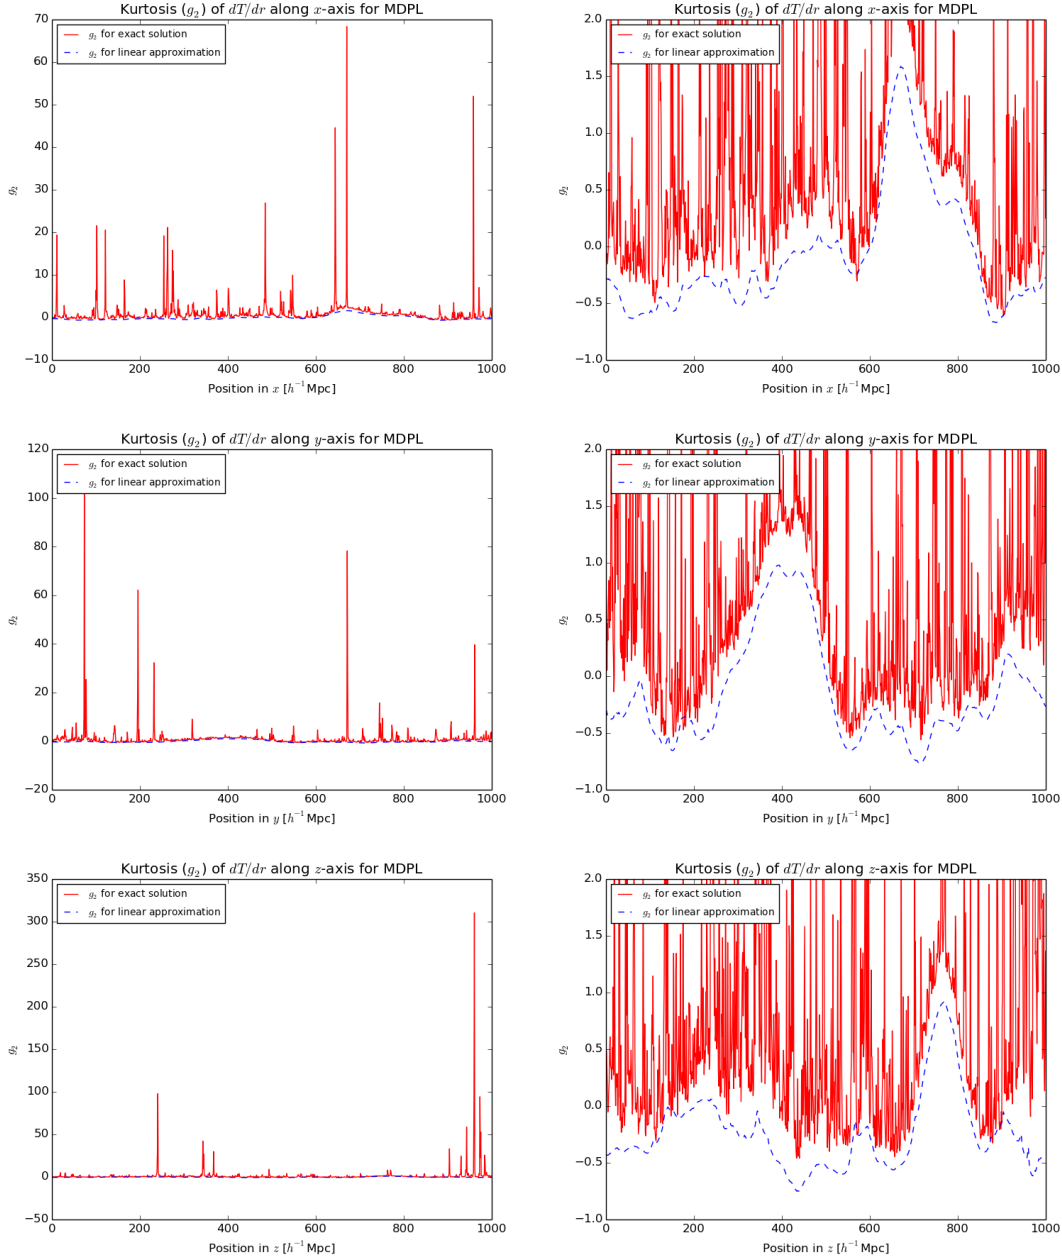 Kurtosis (g₂) of dT/dr along x-axis for MDPL
g₂ for exact solution
g₂ for linear approximation
70
60
50
40
30
20
10
0
−10
g₂
0 200 400 600 800 1000
Position in x [h⁻¹ Mpc]
Kurtosis (g₂) of dT/dr along x-axis for MDPL
g₂ for exact solution
g₂ for linear approximation
2.0
1.5
1.0
0.5
0.0
−0.5
−1.0
g₂
0 200 400 600 800 1000
Position in x [h⁻¹ Mpc]
Kurtosis (g₂) of dT/dr along y-axis for MDPL
g₂ for exact solution
g₂ for linear approximation
120
100
80
60
40
20
0
−20
g₂
0 200 400 600 800 1000
Position in y [h⁻¹ Mpc]
Kurtosis (g₂) of dT/dr along y-axis for MDPL
g₂ for exact solution
g₂ for linear approximation
2.0
1.5
1.0
0.5
0.0
−0.5
−1.0
g₂
0 200 400 600 800 1000
Position in y [h⁻¹ Mpc]
Kurtosis (g₂) of dT/dr along z-axis for MDPL
g₂ for exact solution
g₂ for linear approximation
350
300
250
200
150
100
50
0
−50
g₂
0 200 400 600 800 1000
Position in z [h⁻¹ Mpc]
Kurtosis (g₂) of dT/dr along z-axis for MDPL
g₂ for exact solution
g₂ for linear approximation
2.0
1.5
1.0
0.5
0.0
−0.5
−1.0
g₂
0 200 400 600 800 1000
Position in z [h⁻¹ Mpc]